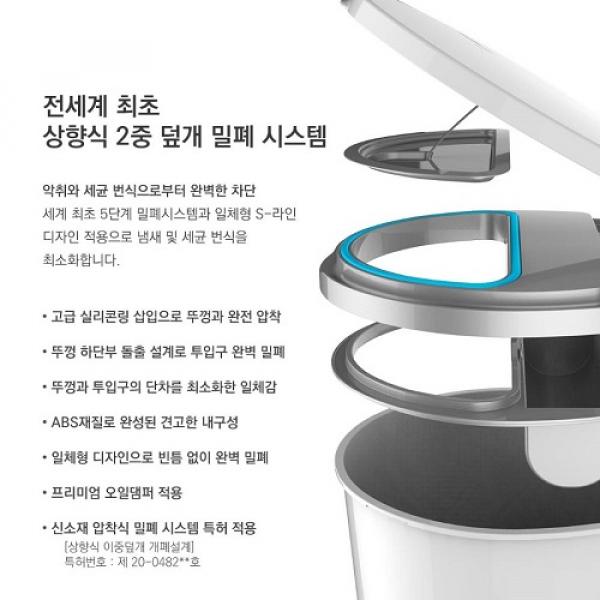 전세계 최초
상향식 2중 덮개 밀폐 시스템
악취와 세균 번식으로부터 완벽한 차단
세계 최초 5단계 밀폐시스템과 일체형 S-라인
디자인 적용으로 냄새 및 세균 번식을
최소화합니다.
• 고급 실리콘링 삽입으로 뚜껑과 완전 압착
• 뚜껑 하단부 돌출 설계로 투입구 완벽 밀폐
• 뚜껑과 투입구의 단차를 최소화한 일체감
• ABS재질로 완성된 견고한 내구성
• 일체형 디자인으로 빈틈 없이 완벽 밀폐
• 프리미엄 오일댐퍼 적용
• 신소재 압착식 밀폐 시스템 특허 적용
[상향식 이중덮개 개폐설계]
특허번호 : 제 20-0482**호